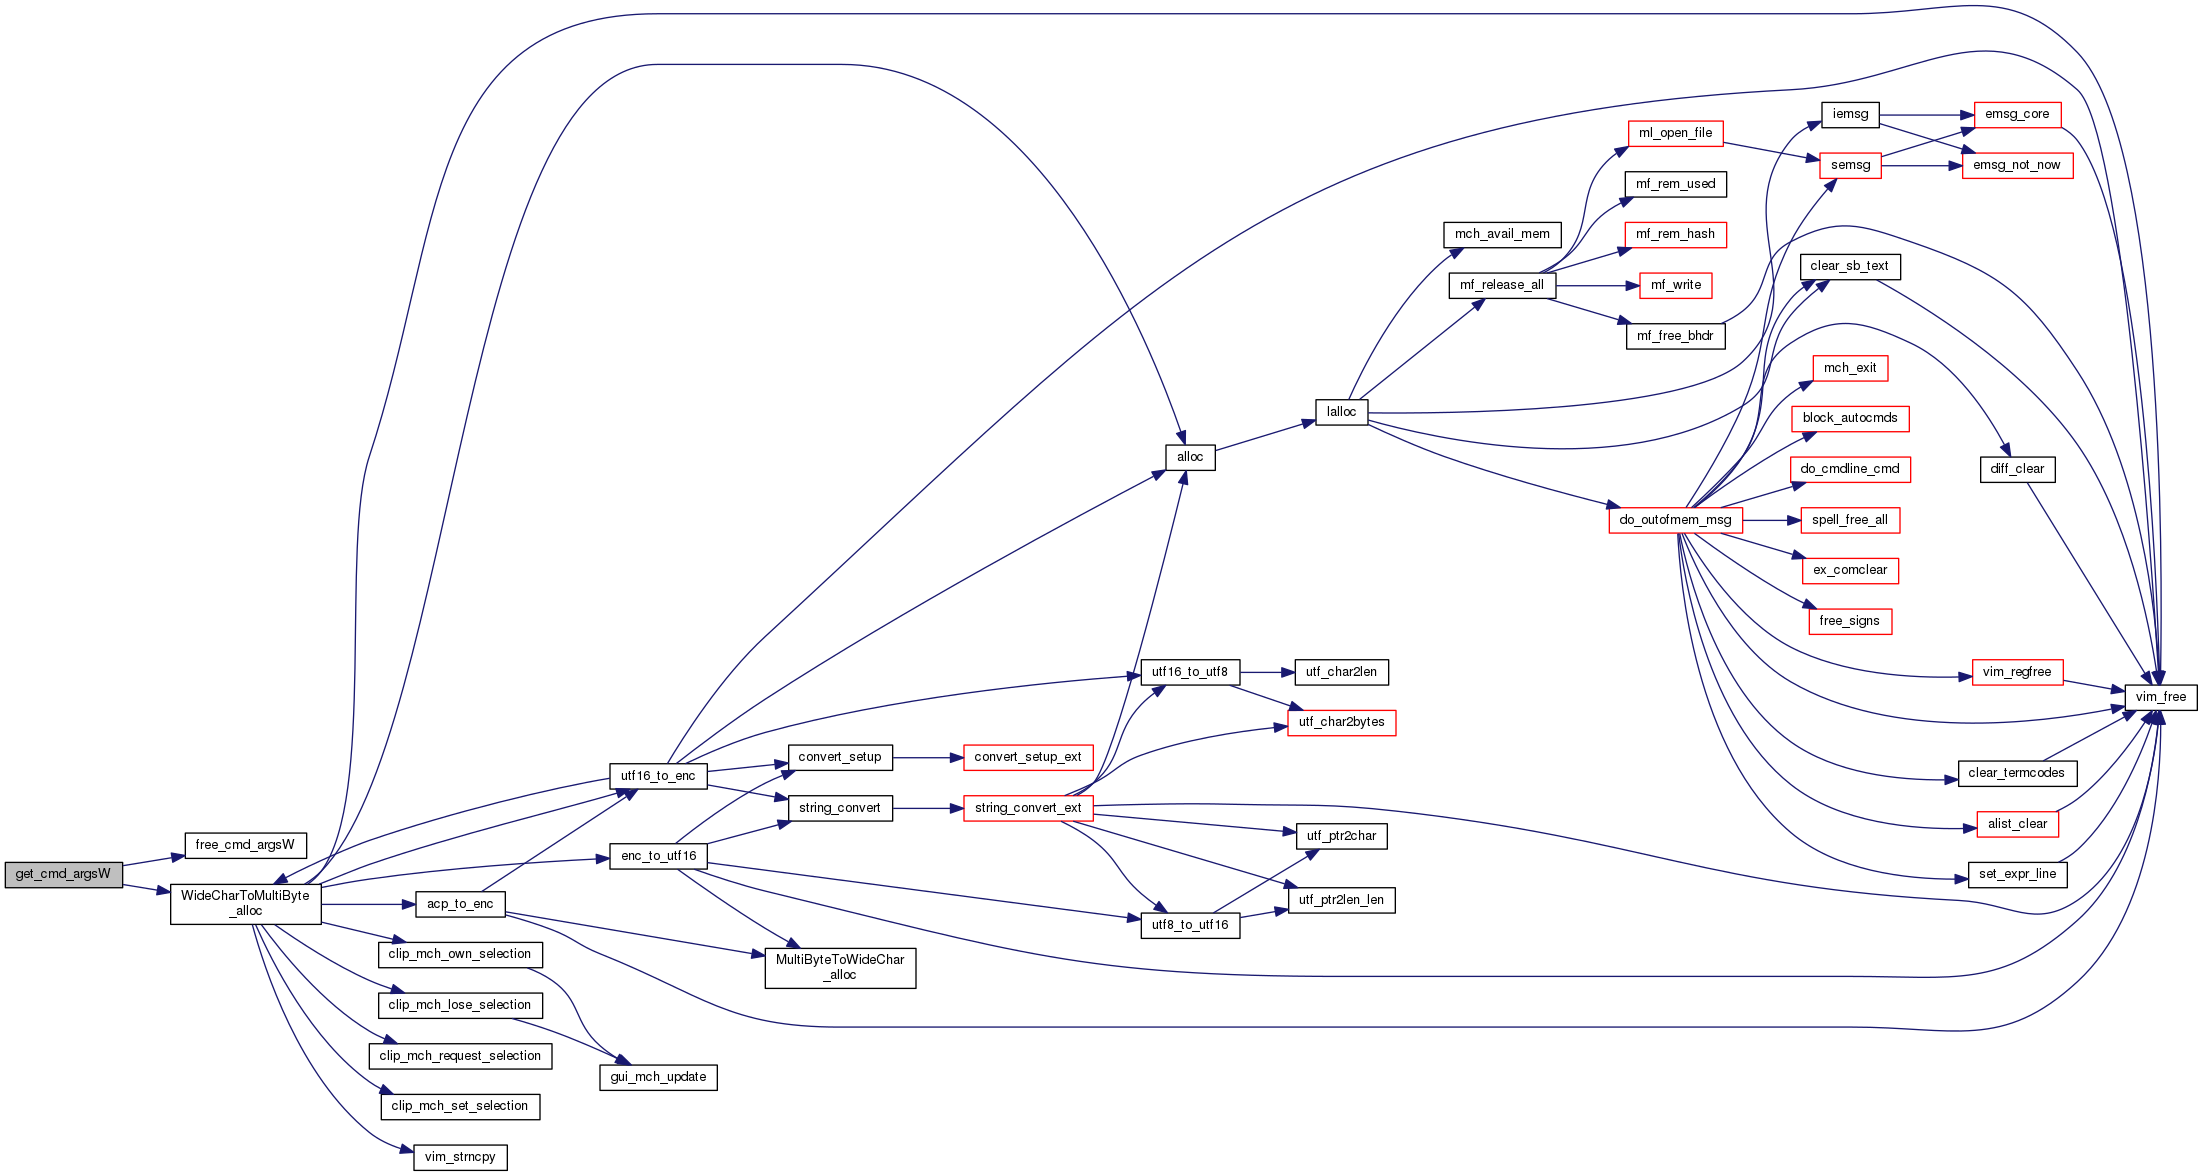 get_cmd_argsW
free_cmd_argsW
WideCharToMultiByte
_alloc
acp_to_enc
clip_mch_own_selection
clip_mch_lose_selection
clip_mch_request_selection
clip_mch_set_selection
vim_strncpy
utf16_to_enc
enc_to_utf16
gui_mch_update
convert_setup
string_convert
MultiByteToWideChar
_alloc
convert_setup_ext
string_convert_ext
alloc
utf16_to_utf8
utf8_to_utf16
utf_char2len
utf_char2bytes
utf_ptr2char
utf_ptr2len_len
lalloc
mch_avail_mem
mf_release_all
ml_open_file
mf_rem_used
mf_rem_hash
mf_write
mf_free_bhdr
do_outofmem_msg
iemsg
semsg
clear_sb_text
mch_exit
block_autocmds
do_cmdline_cmd
spell_free_all
ex_comclear
free_signs
emsg_core
emsg_not_now
diff_clear
vim_regfree
clear_termcodes
alist_clear
set_expr_line
vim_free